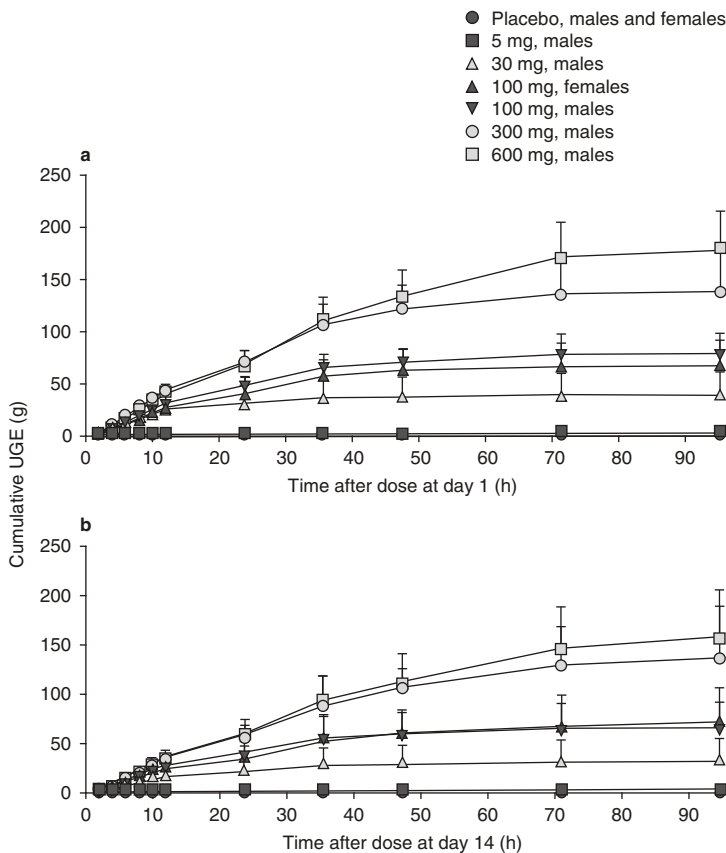 Placebo, males and females
5 mg, males
30 mg, males
100 mg, females
100 mg, males
300 mg, males
600 mg, males
a
250
200
150
100
50
0
0 10 20 30 40 50 60 70 80 90
Time after dose at day 1 (h)
Cumulative UGE (g)
b
250
200
150
100
50
0
0 10 20 30 40 50 60 70 80 90
Time after dose at day 14 (h)